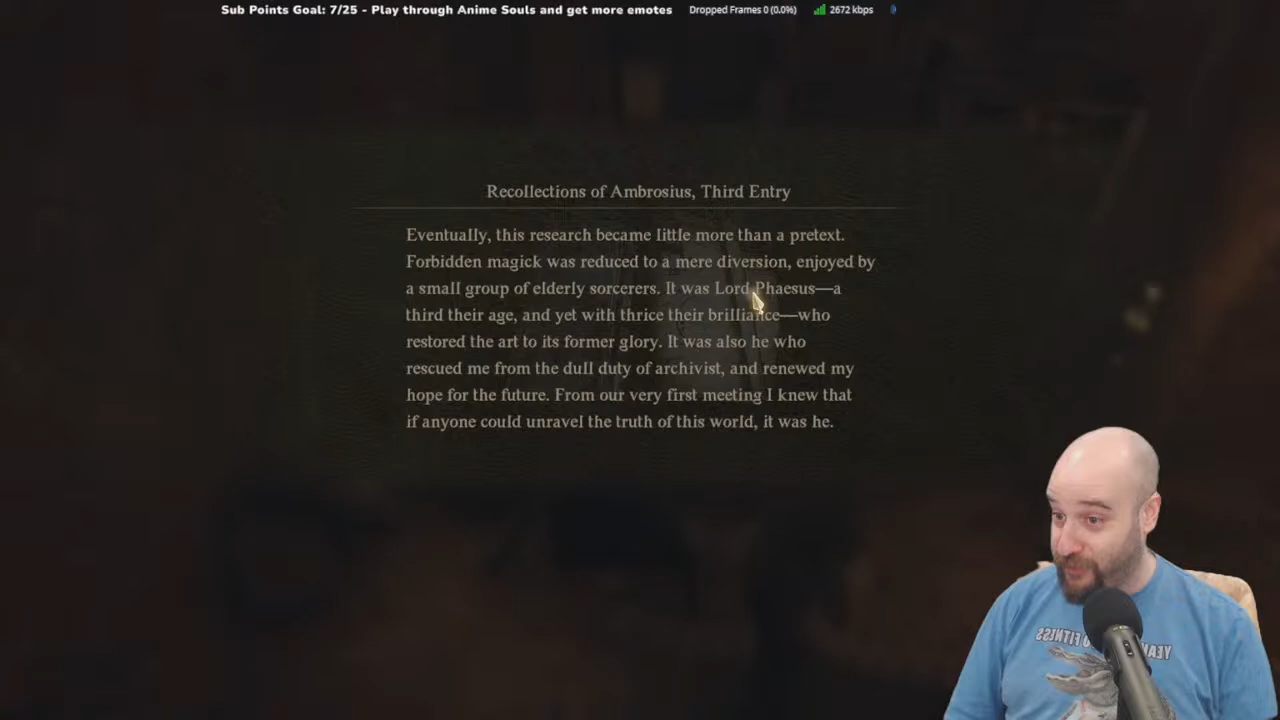 Sub Points Goal: 7/25 - Play through Anime Souls and get more emotes Dropped Frames 0 (0.0%) 2672 kbps
Recollections of Ambrosius, Third Entry
Eventually, this research became little more than a pretext.
Forbidden magick was reduced to a mere diversion, enjoyed by
a small group of elderly sorcerers. It was Lord Phaesus—a
third their age, and yet with thrice their brilliance—who
restored the art to its former glory. It was also he who
rescued me from the dull duty of archivist, and renewed my
hope for the future. From our very first meeting I knew that
if anyone could unravel the truth of this world, it was he.
FITNESS
YEAH